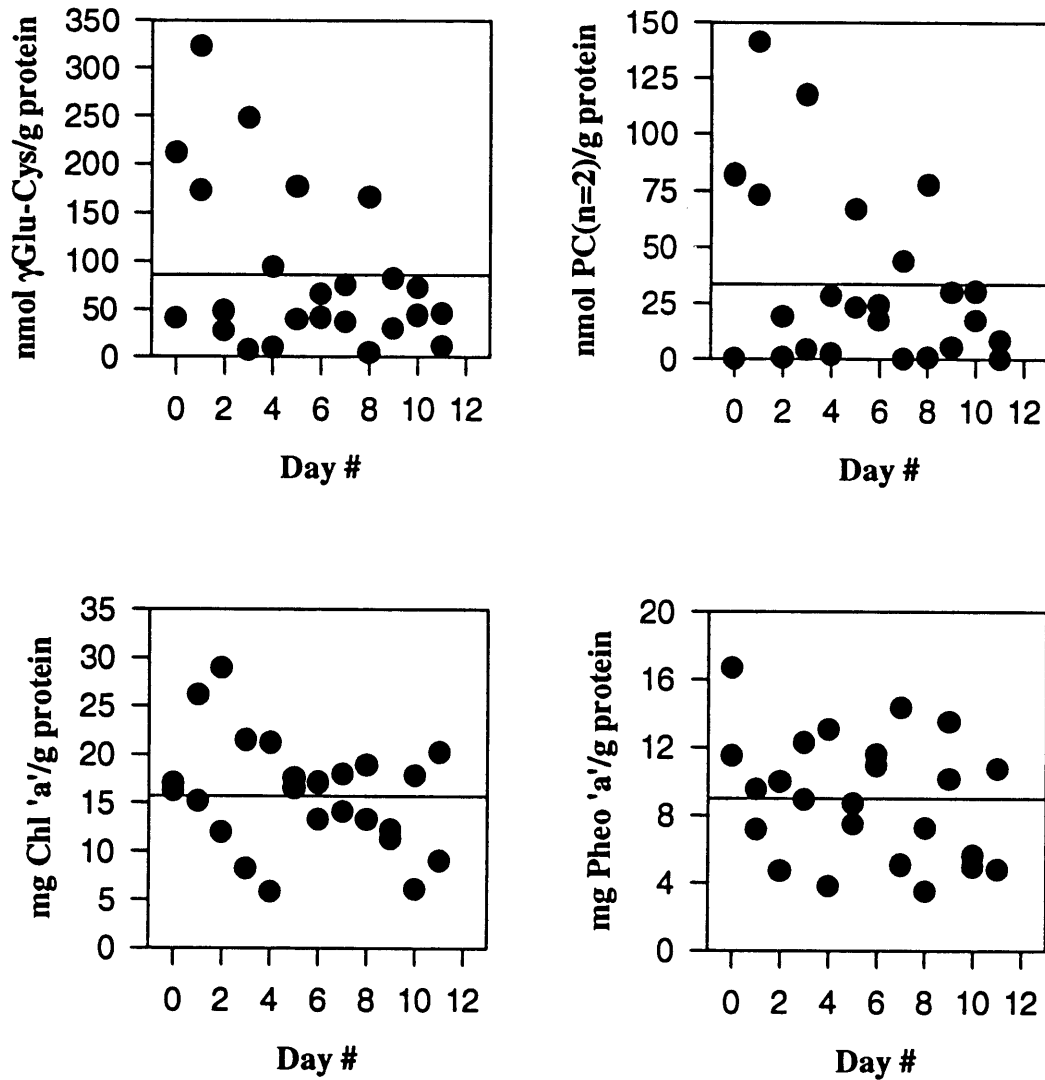 nmol γGlu-Cys/g protein
350
300
250
200
150
100
50
0
0 2 4 6 8 10 12
Day #
nmol PC(n=2)/g protein
150
125
100
75
50
25
0
0 2 4 6 8 10 12
Day #
mg Chl 'a'/g protein
35
30
25
20
15
10
5
0
0 2 4 6 8 10 12
Day #
mg Pheo 'a'/g protein
20
16
12
8
4
0
0 2 4 6 8 10 12
Day #